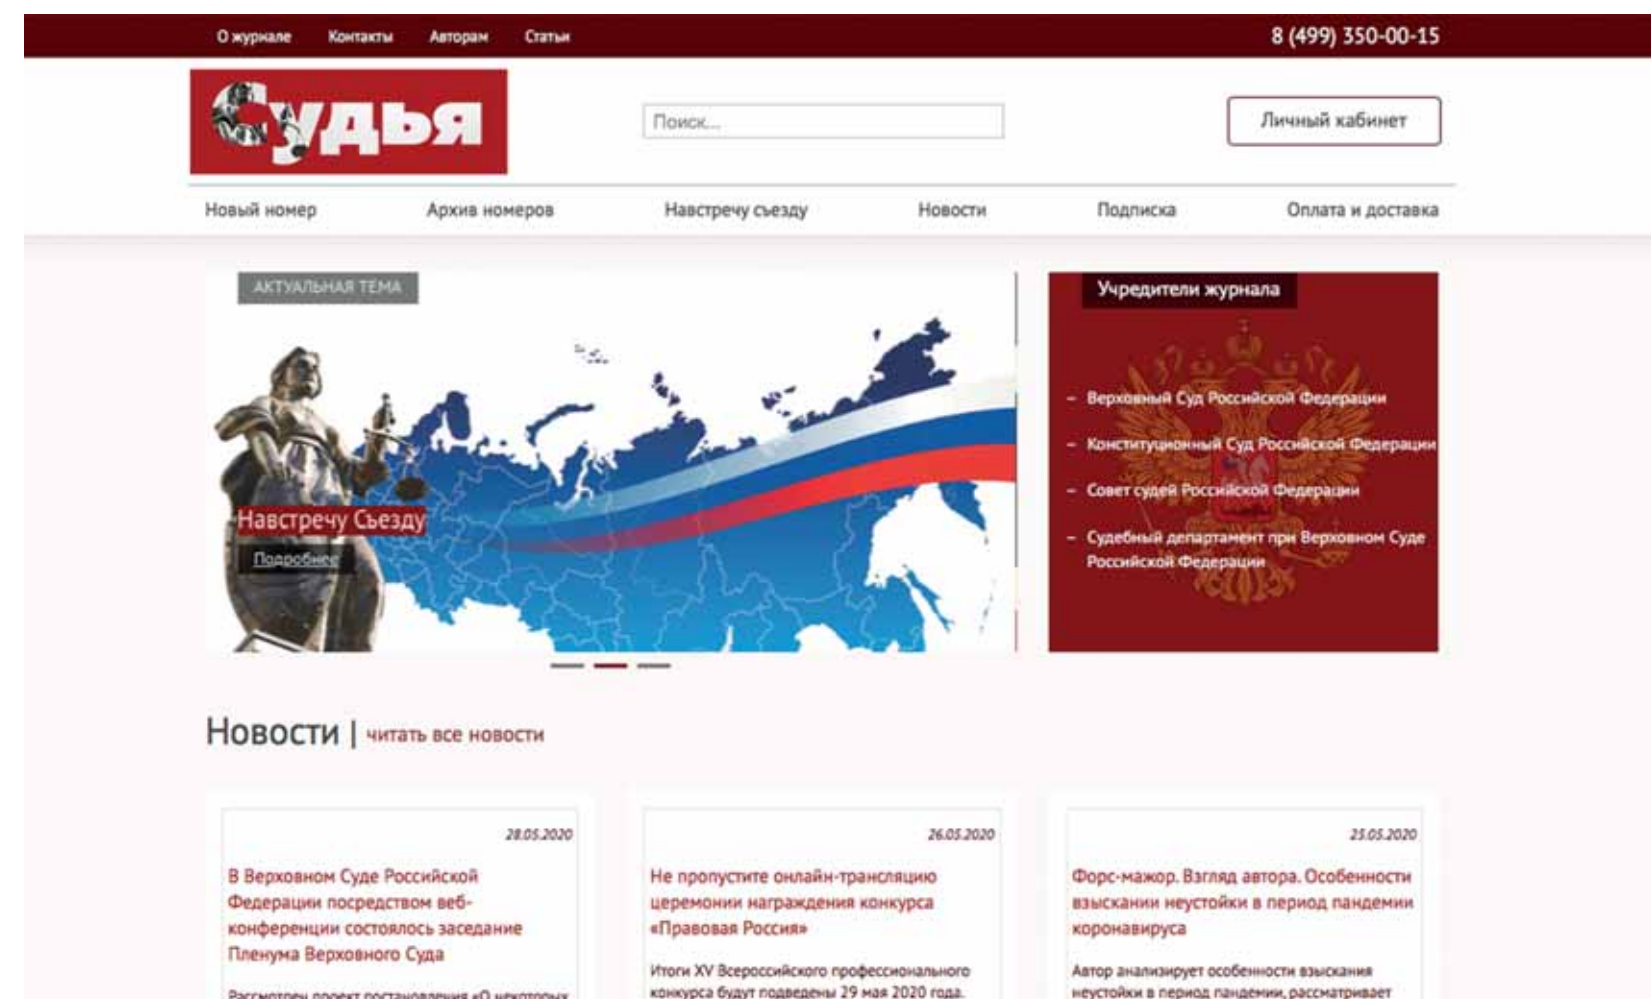 О журнале Контакты Авторам Статьи 8 (499) 350-00-15
Судья
Поиск...
Личный кабинет
Новый номер Архив номеров Навстречу съезду Новости Подписка Оплата и доставка
АКТУАЛЬНАЯ ТЕМА
Навстречу Съезду
Подробнее
Учредители журнала
– Верховный Суд Российской Федерации
– Конституционный Суд Российской Федерации
– Совет судей Российской Федерации
– Судебный департамент при Верховном Суде
Российской Федерации
Новости | читать все новости
28.05.2020
В Верховном Суде Российской
Федерации посредством веб-
конференции состоялось заседание
Пленума Верховного Суда
Рассмотрен проект постановления «О некоторых
26.05.2020
Не пропустите онлайн-трансляцию
церемонии награждения конкурса
«Правовая Россия»
Итоги XV Всероссийского профессионального
конкурса будут подведены 29 мая 2020 года.
25.05.2020
Форс-мажор. Взгляд автора. Особенности
взыскании неустойки в период пандемии
коронавируса
Автор анализирует особенности взыскания
неустойки в период пандемии, рассматривает